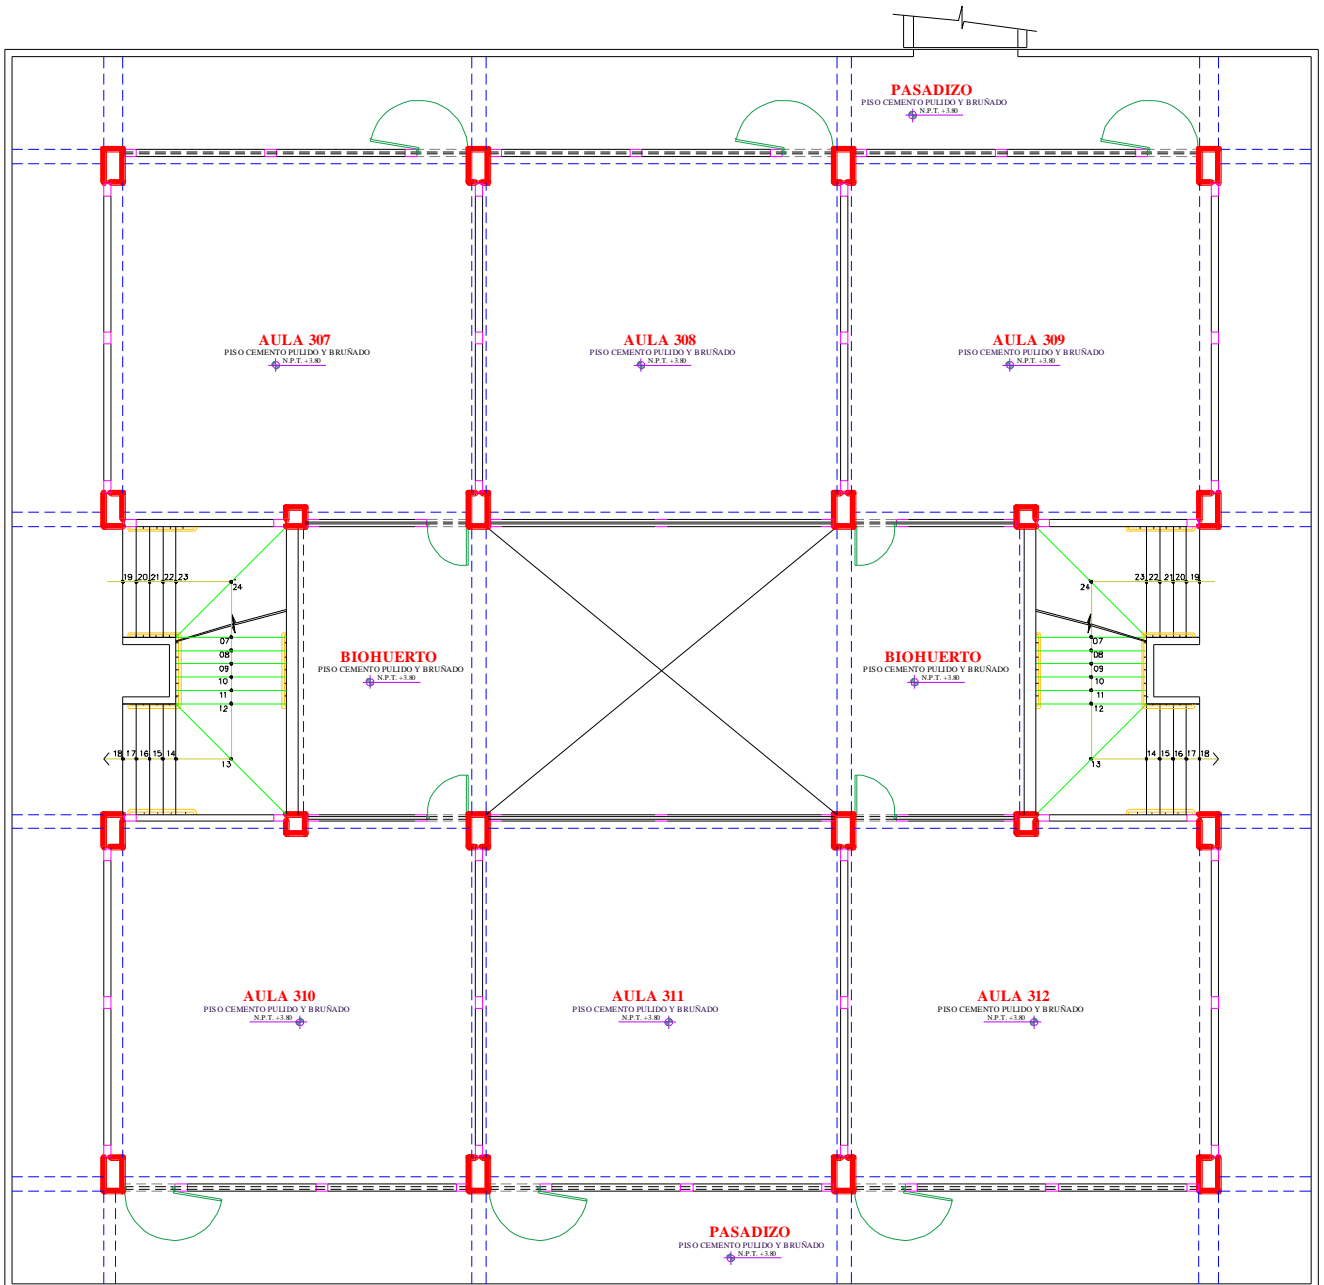 PASADIZO
PISO CEMENTO PULIDO Y BRUÑADO
N.P.T. +3.80
AULA 307
PISO CEMENTO PULIDO Y BRUÑADO
N.P.T. +3.80
AULA 308
PISO CEMENTO PULIDO Y BRUÑADO
N.P.T. +3.80
AULA 309
PISO CEMENTO PULIDO Y BRUÑADO
N.P.T. +3.80
19 20 21 22 23
24
07
08
09
10
11
12
18 17 16 15 14
13
BIOHUERTO
PISO CEMENTO PULIDO Y BRUÑADO
N.P.T. +3.80
BIOHUERTO
PISO CEMENTO PULIDO Y BRUÑADO
N.P.T. +3.80
23 22 21 20 19
24
07
08
09
10
11
12
14 15 16 17 18
13
AULA 310
PISO CEMENTO PULIDO Y BRUÑADO
N.P.T. +3.80
AULA 311
PISO CEMENTO PULIDO Y BRUÑADO
N.P.T. +3.80
AULA 312
PISO CEMENTO PULIDO Y BRUÑADO
N.P.T. +3.80
PASADIZO
PISO CEMENTO PULIDO Y BRUÑADO
N.P.T. +3.80